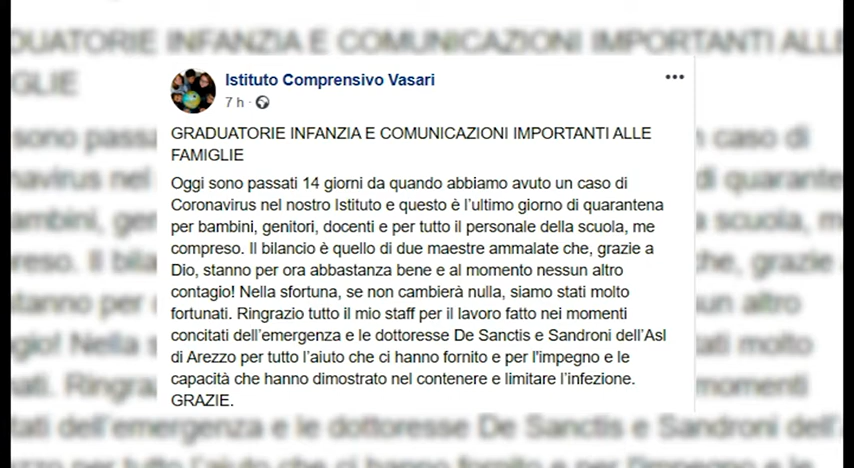 Istituto Comprensivo Vasari
7 h ·
GRADUATORIE INFANZIA E COMUNICAZIONI IMPORTANTI ALLE
FAMIGLIE
Oggi sono passati 14 giorni da quando abbiamo avuto un caso di
Coronavirus nel nostro Istituto e questo è l'ultimo giorno di quarantena
per bambini, genitori, docenti e per tutto il personale della scuola, me
compreso. Il bilancio è quello di due maestre ammalate che, grazie a
Dio, stanno per ora abbastanza bene e al momento nessun altro
contagio! Nella sfortuna, se non cambierà nulla, siamo stati molto
fortunati. Ringrazio tutto il mio staff per il lavoro fatto nei momenti
concitati dell'emergenza e le dottoresse De Sanctis e Sandroni dell'Asl
di Arezzo per tutto l'aiuto che ci hanno fornito e per l'impegno e le
capacità che hanno dimostrato nel contenere e limitare l'infezione.
GRAZIE.